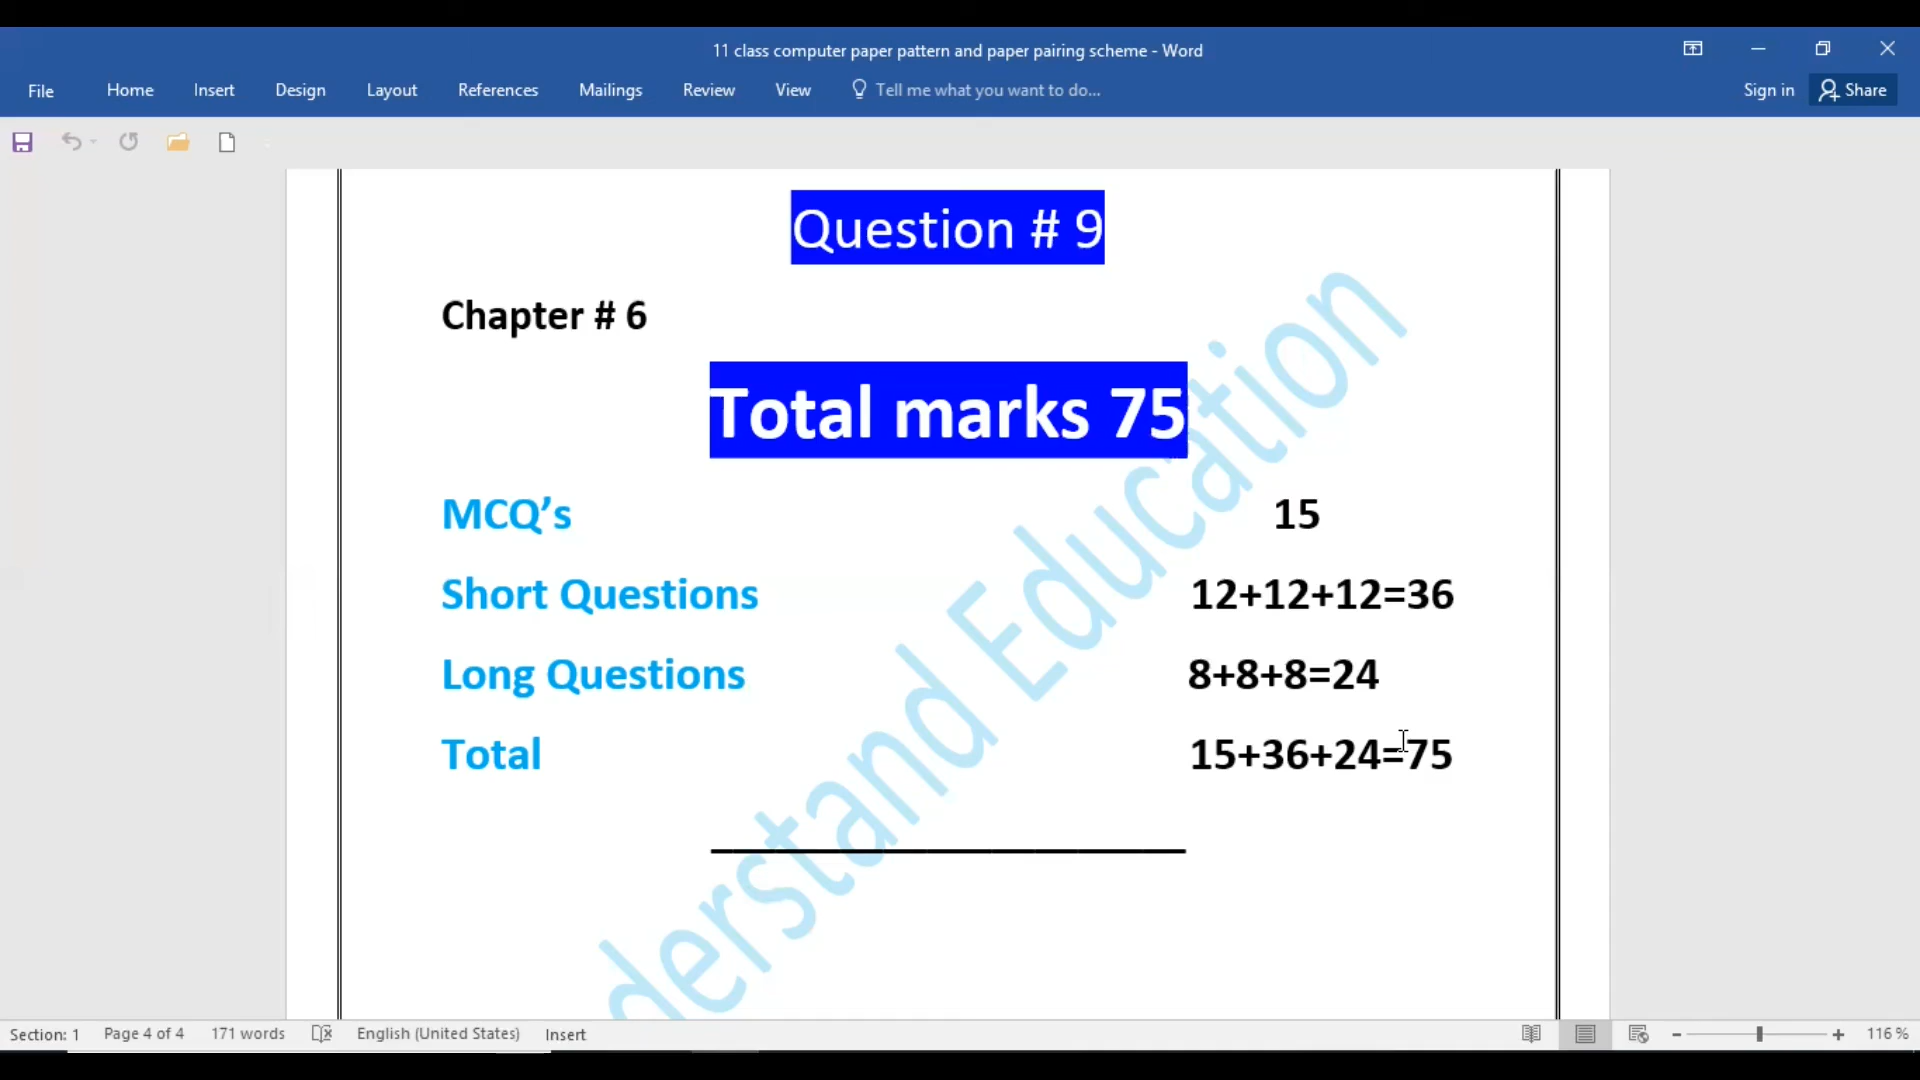 11 class computer paper pattern and paper pairing scheme - Word
File Home Insert Design Layout References Mailings Review View Tell me what you want to do... Sign in Share
Question # 9
Chapter # 6
Total marks 75
MCQ’s 15
Short Questions 12+12+12=36
Long Questions 8+8+8=24
Total 15+36+24=75
derstand Education
Section: 1 Page 4 of 4 171 words English (United States) Insert 116 %